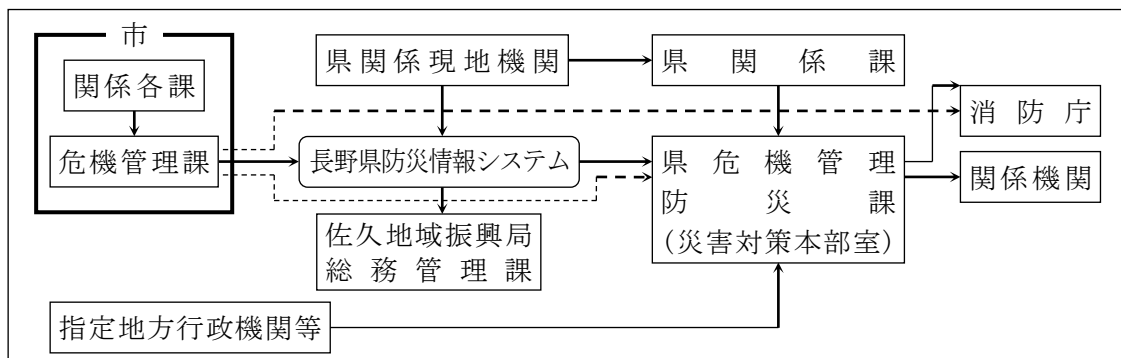 市
関係各課
危機管理課
県関係現地機関
長野県防災情報システム
佐久地域振興局
総務管理課
県関係課
県危機管理
防災課
（災害対策本部室）
消防庁
関係機関
指定地方行政機関等